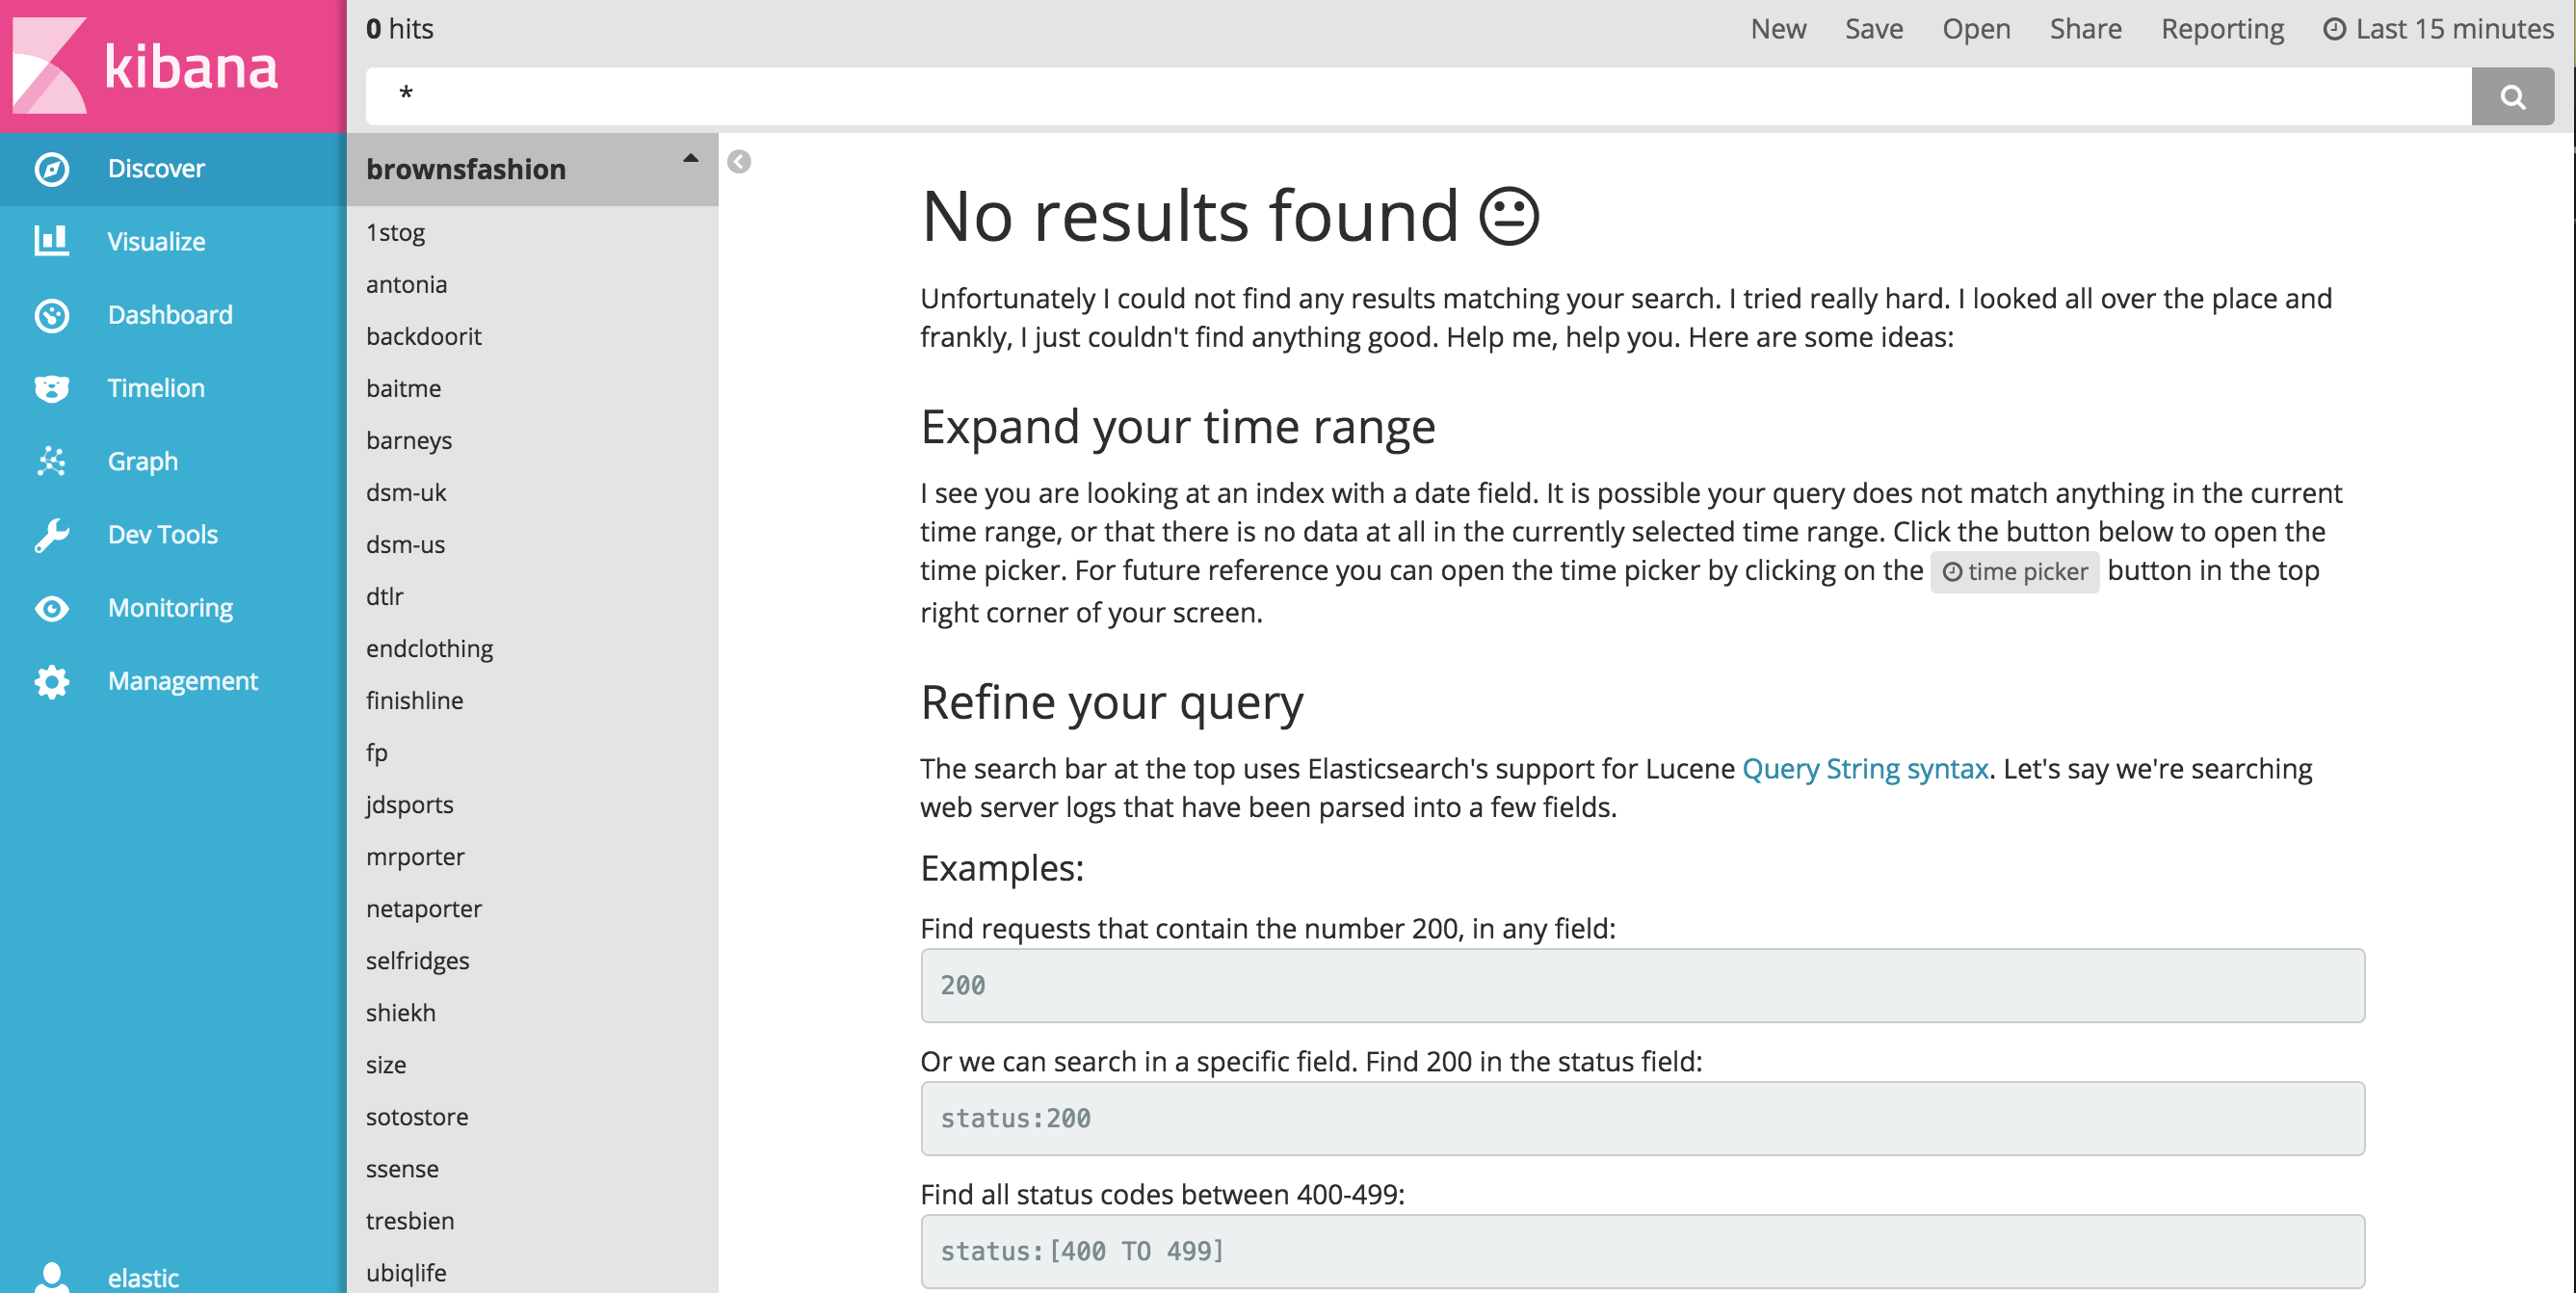 kibana
0 hits
New Save Open Share Reporting Last 15 minutes
*
Discover
Visualize
Dashboard
Timelion
Graph
Dev Tools
Monitoring
Management
elastic
brownsfashion
1stog
antonia
backdoorit
baitme
barneys
dsm-uk
dsm-us
dtlr
endclothing
finishline
fp
jdsports
mrporter
netaporter
selfridges
shiekh
size
sotostore
ssense
tresbien
ubiqlife
No results found
Unfortunately I could not find any results matching your search. I tried really hard. I looked all over the place and
frankly, I just couldn't find anything good. Help me, help you. Here are some ideas:
Expand your time range
I see you are looking at an index with a date field. It is possible your query does not match anything in the current
time range, or that there is no data at all in the currently selected time range. Click the button below to open the
time picker. For future reference you can open the time picker by clicking on the time picker button in the top
right corner of your screen.
Refine your query
The search bar at the top uses Elasticsearch's support for Lucene Query String syntax. Let's say we're searching
web server logs that have been parsed into a few fields.
Examples:
Find requests that contain the number 200, in any field:
200
Or we can search in a specific field. Find 200 in the status field:
status:200
Find all status codes between 400-499:
status:[400 TO 499]